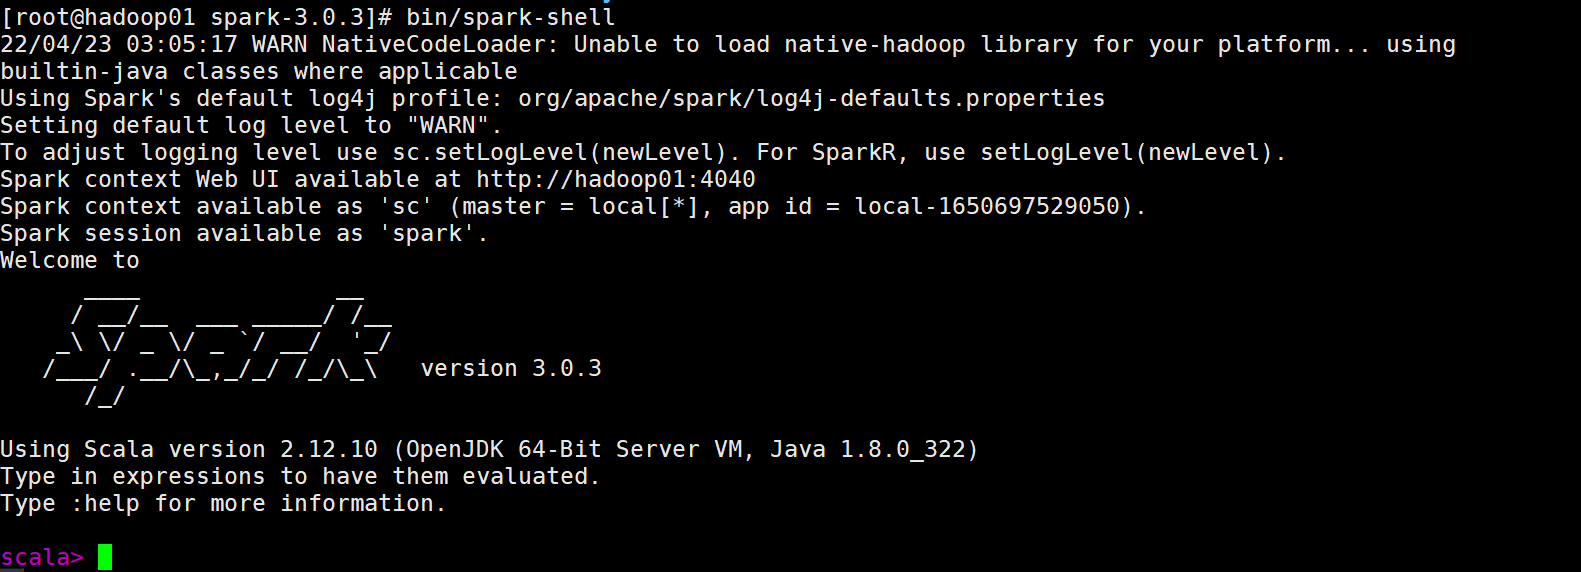 [root@hadoop01 spark-3.0.3]# bin/spark-shell
22/04/23 03:05:17 WARN NativeCodeLoader: Unable to load native-hadoop library for your platform... using
builtin-java classes where applicable
Using Spark's default log4j profile: org/apache/spark/log4j-defaults.properties
Setting default log level to "WARN".
To adjust logging level use sc.setLogLevel(newLevel). For SparkR, use setLogLevel(newLevel).
Spark context Web UI available at http://hadoop01:4040
Spark context available as 'sc' (master = local[*], app id = local-1650697529050).
Spark session available as 'spark'.
Welcome to
      ____              __
     / __/__  ___ _____/ /__
    _\ \/ _ \/ _ `/ __/  '_/
   /___/ .__/\_,_/_/ /_/\_\   version 3.0.3
      /_/
Using Scala version 2.12.10 (OpenJDK 64-Bit Server VM, Java 1.8.0_322)
Type in expressions to have them evaluated.
Type :help for more information.
scala>